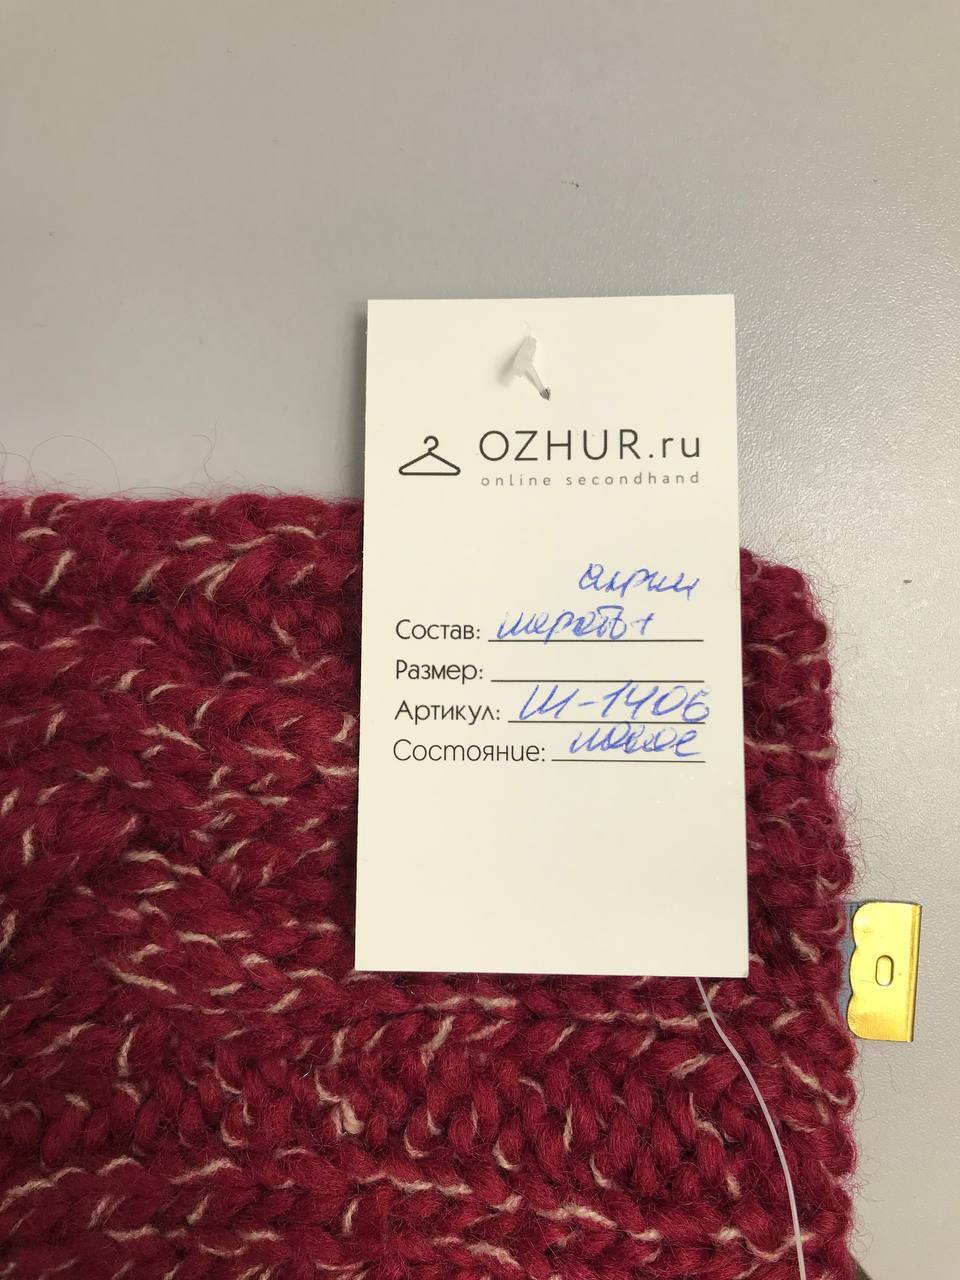 OZHUR.ru
online secondhand
акрил
Состав: шерсть+
Размер:
Артикул: Ш-1406
Состояние: новое